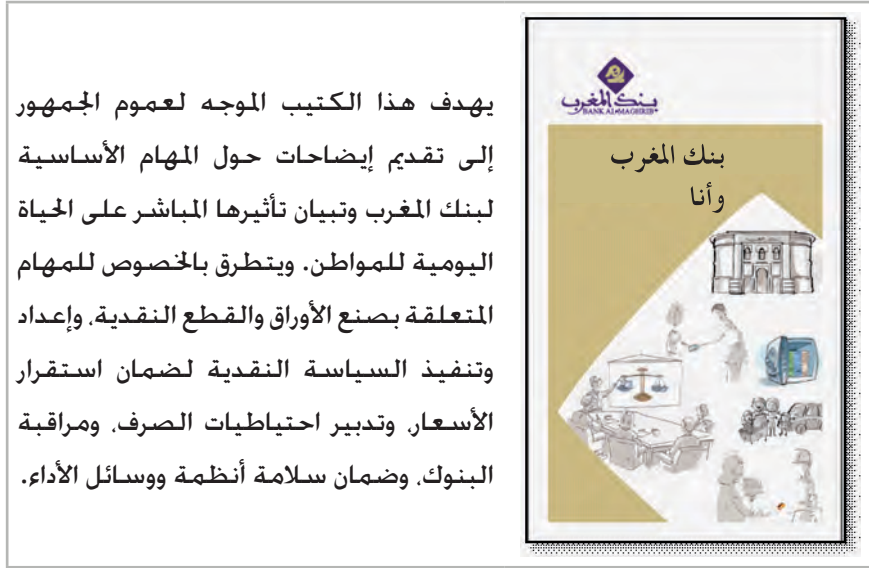 يهدف هذا الكتيب الموجه لعموم الجمهور
إلى تقديم إيضاحات حول المهام الأساسية
لبنك المغرب وتبيان تأثيرها المباشر على الحياة
اليومية للمواطن. ويتطرق بالخصوص للمهام
المتعلقة بصنع الأوراق والقطع النقدية، وإعداد
وتنفيذ السياسة النقدية لضمان استقرار
الأسعار، وتدبير احتياطيات الصرف، ومراقبة
البنوك، وضمان سلامة أنظمة ووسائل الأداء.
بنك المغرب
BANK AL-MAGHRIB
بنك المغرب
وأنا